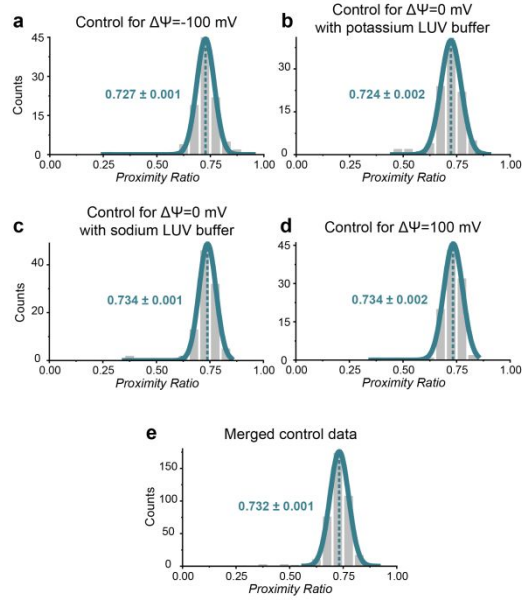 a
Control for ΔΨ=-100 mV
45
30
15
0
Counts
0.727 ± 0.001
0.00
0.25
0.50
0.75
1.00
Proximity Ratio
b
Control for ΔΨ=0 mV
with potassium LUV buffer
30
15
0
0.724 ± 0.002
0.00
0.25
0.50
0.75
1.00
Proximity Ratio
c
Control for ΔΨ=0 mV
with sodium LUV buffer
40
20
0
Counts
0.734 ± 0.001
0.00
0.25
0.50
0.75
1.00
Proximity Ratio
d
Control for ΔΨ=100 mV
45
30
15
0
0.734 ± 0.002
0.00
0.25
0.50
0.75
1.00
Proximity Ratio
e
Merged control data
150
100
50
0
Counts
0.732 ± 0.001
0.00
0.25
0.50
0.75
1.00
Proximity Ratio